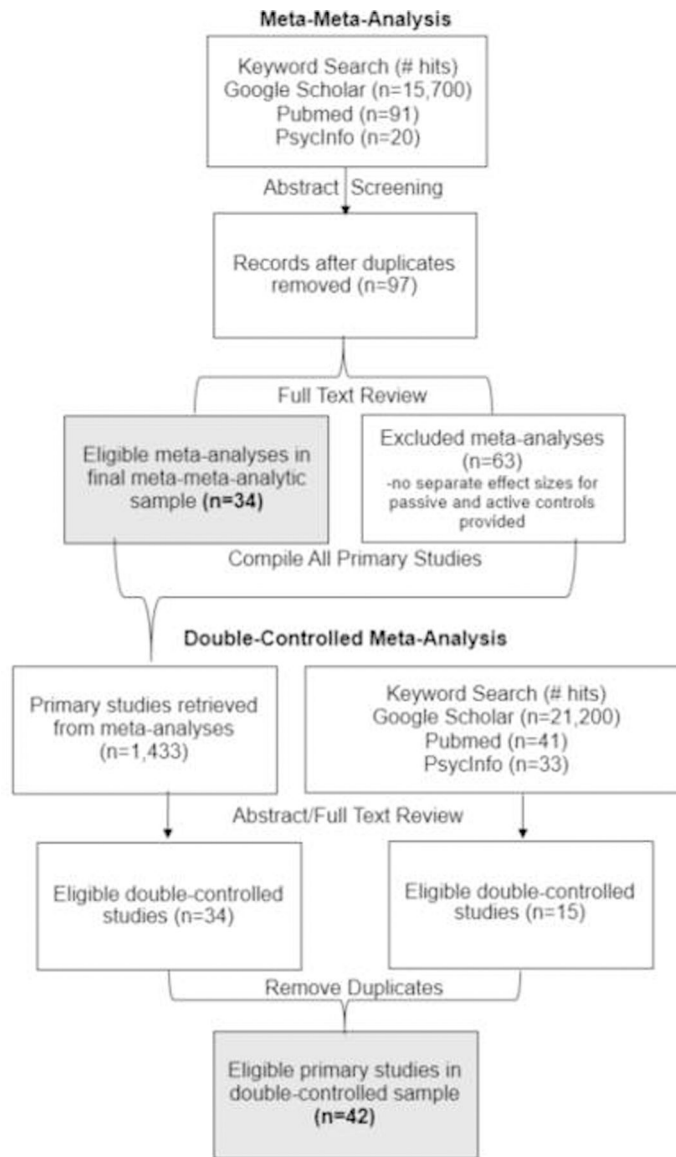 Meta-Meta-Analysis
Keyword Search (# hits)
Google Scholar (n=15,700)
Pubmed (n=91)
PsycInfo (n=20)
Abstract Screening
Records after duplicates
removed (n=97)
Full Text Review
Eligible meta-analyses in
final meta-meta-analytic
sample (n=34)
Excluded meta-analyses
(n=63)
-no separate effect sizes for
passive and active controls
provided
Compile All Primary Studies
Double-Controlled Meta-Analysis
Primary studies retrieved
from meta-analyses
(n=1,433)
Keyword Search (# hits)
Google Scholar (n=21,200)
Pubmed (n=41)
PsycInfo (n=33)
Abstract/Full Text Review
Eligible double-controlled
studies (n=34)
Eligible double-controlled
studies (n=15)
Remove Duplicates
Eligible primary studies in
double-controlled sample
(n=42)